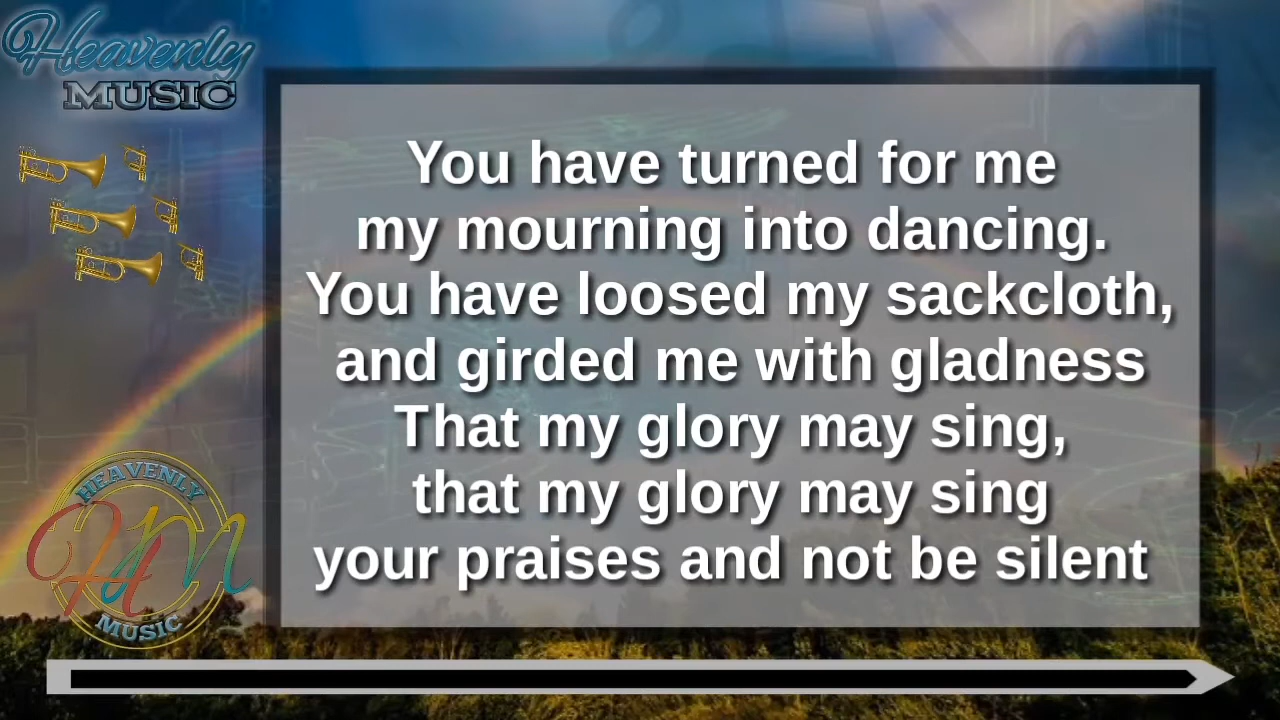 Heavenly
MUSIC
You have turned for me
my mourning into dancing.
You have loosed my sackcloth,
and girded me with gladness
That my glory may sing,
that my glory may sing
your praises and not be silent
HEAVENLY
HM
MUSIC